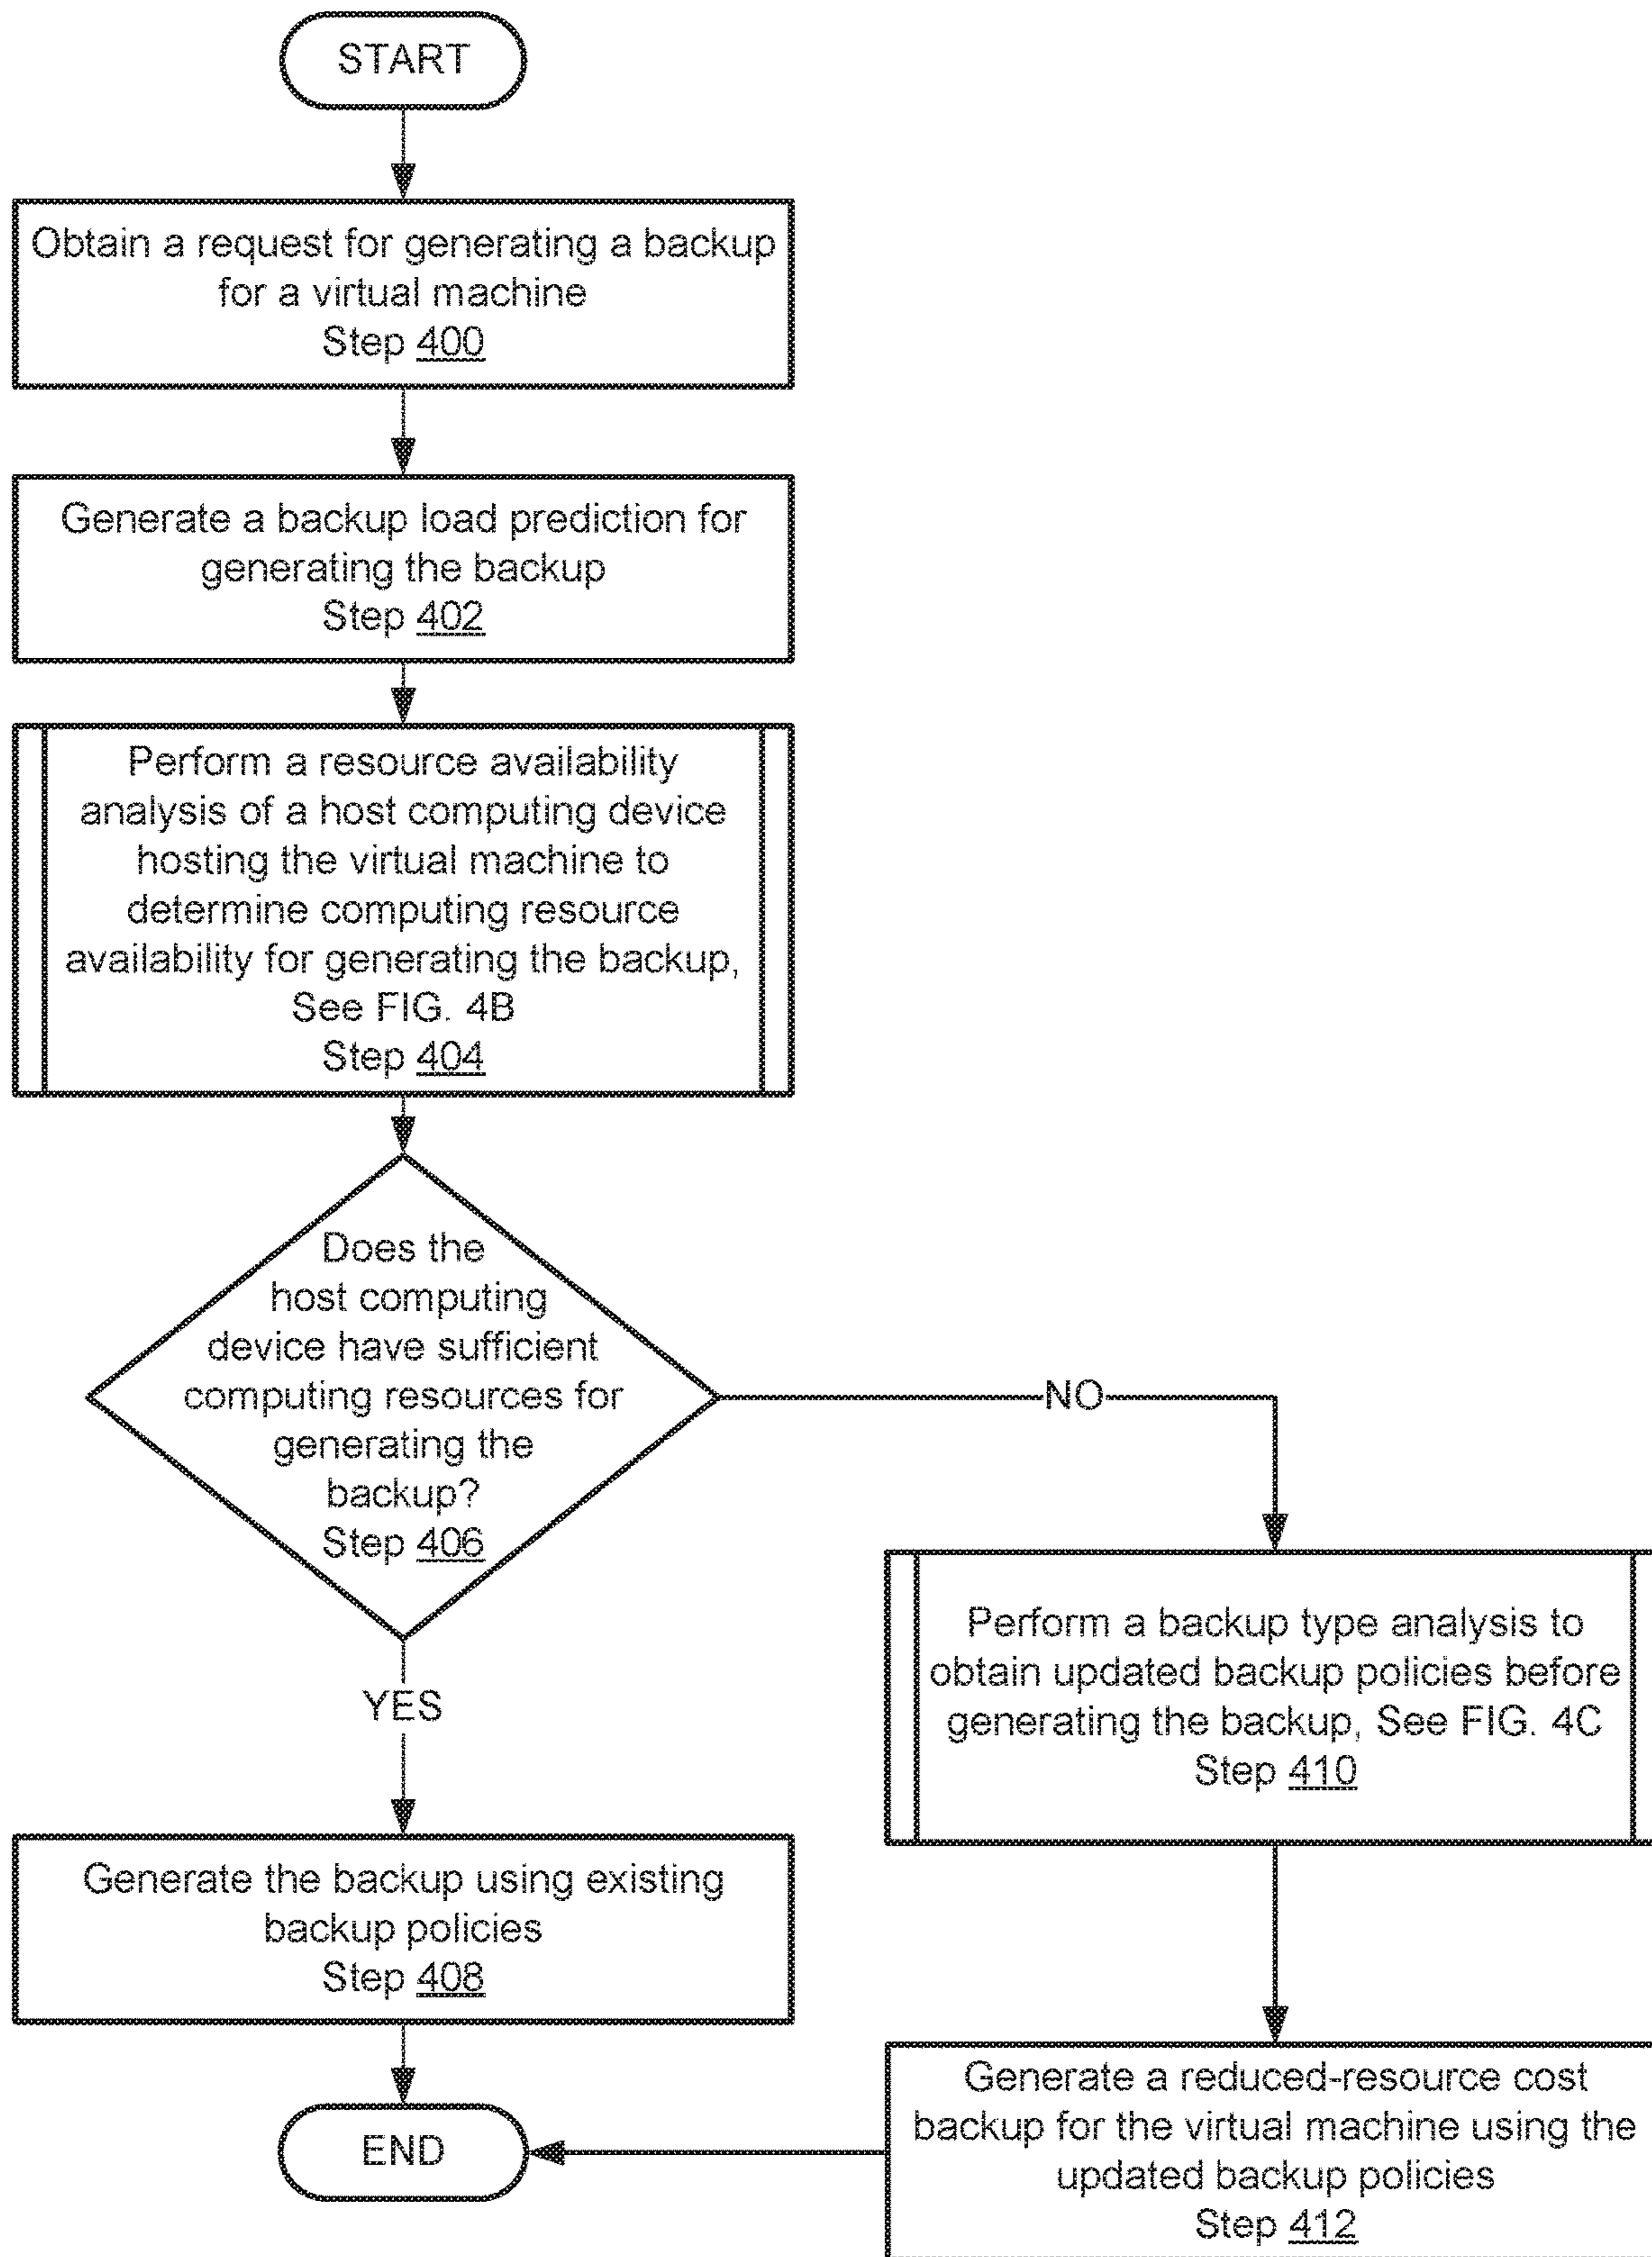 START
Obtain a request for generating a backup
for a virtual machine
Step 400
Generate a backup load prediction for
generating the backup
Step 402
Perform a resource availability
analysis of a host computing device
hosting the virtual machine to
determine computing resource
availability for generating the backup,
See FIG. 4B
Step 404
Does the
host computing
device have sufficient
computing resources for
generating the
backup?
Step 406
NO
YES
Perform a backup type analysis to
obtain updated backup policies before
generating the backup, See FIG. 4C
Step 410
Generate the backup using existing
backup policies
Step 408
Generate a reduced-resource cost
backup for the virtual machine using the
updated backup policies
Step 412
END